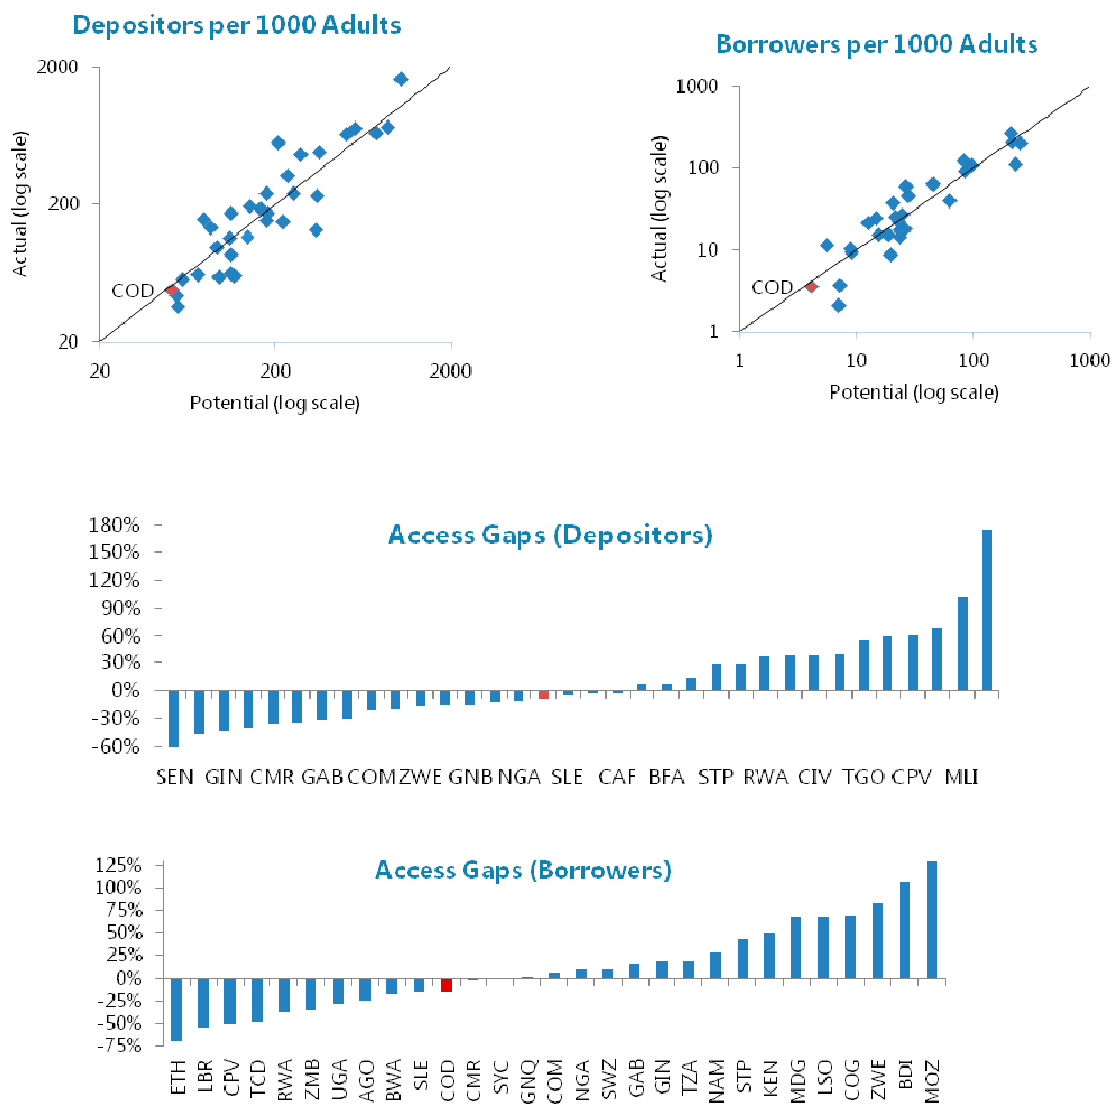 Depositors per 1000 Adults
2000
200
20
Actual (log scale)
COD
20 200 2000
Potential (log scale)
Borrowers per 1000 Adults
1000
100
10
1
Actual (log scale)
COD
1 10 100 1000
Potential (log scale)
Access Gaps (Depositors)
180%
150%
120%
90%
60%
30%
0%
-30%
-60%
SEN GIN CMR GAB COM ZWE GNB NGA SLE CAF BFA STP RWA CIV TGO CPV MLI
Access Gaps (Borrowers)
125%
100%
75%
50%
25%
0%
-25%
-50%
-75%
ETH LBR CPV TCD RWA ZMB UGA AGO BWA SLE COD CMR SYC GNQ COM NGA SWZ GAB GIN TZA NAM STP KEN MDG LSO COG ZWE BDI MOZ